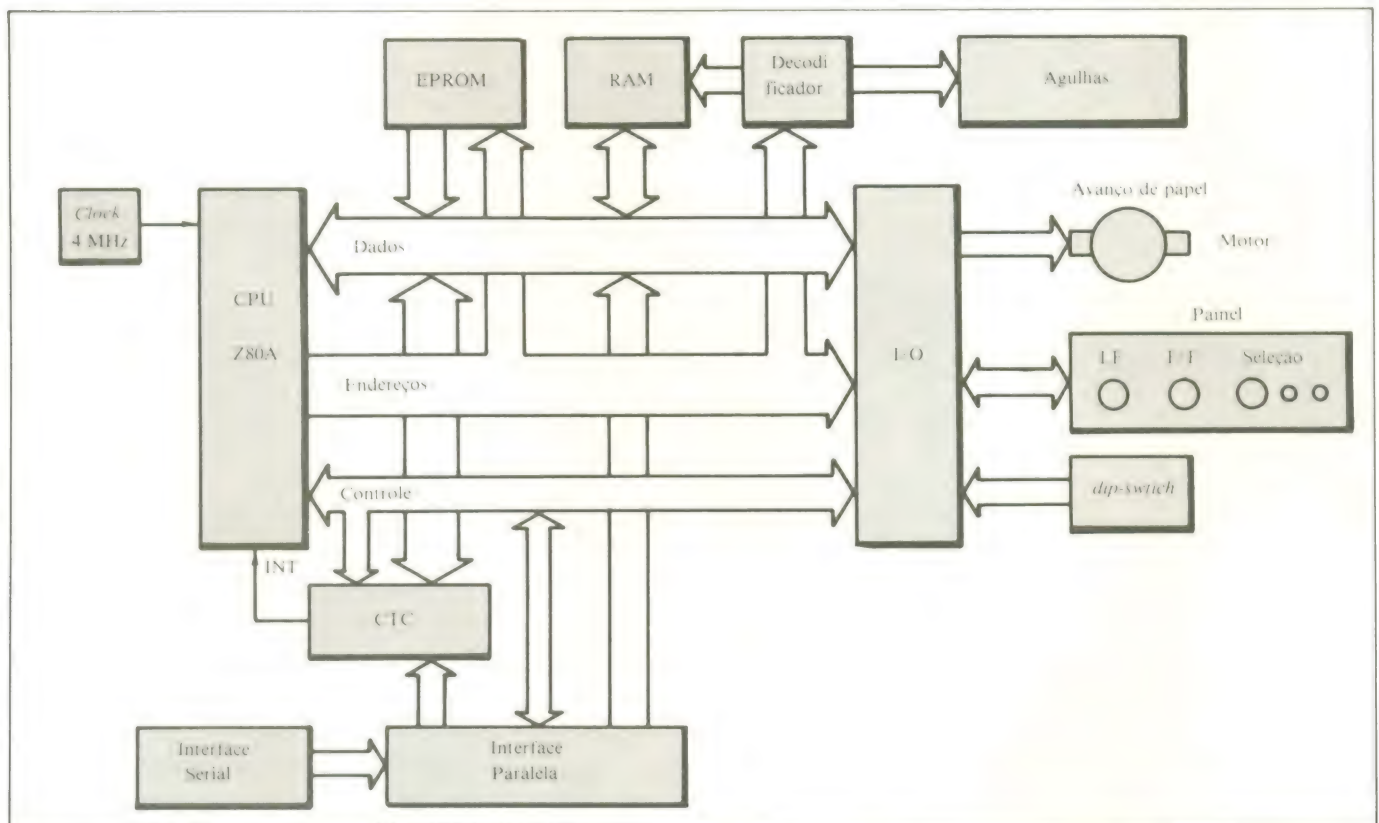 EPROM
RAM
Decodi
ficador
Agulhas
Clock
4 MHz
CPU
Z80A
Dados
Endereços
Controle
INT
CTC
I/O
Avanço de papel
Motor
Painel
LF
F/F
Seleção
dip-swtich
Interface
Serial
Interface
Paralela